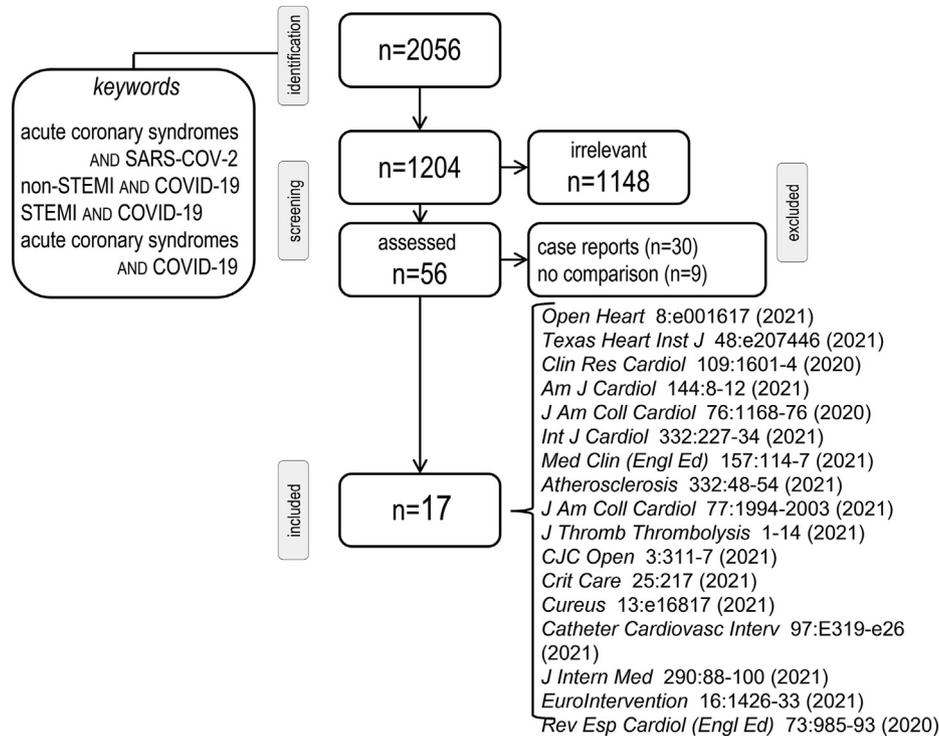 identification
n=2056
keywords
acute coronary syndromes
AND SARS-COV-2
non-STEMI AND COVID-19
STEMI AND COVID-19
acute coronary syndromes
AND COVID-19
screening
n=1204
irrelevant
n=1148
excluded
assessed
n=56
case reports (n=30)
no comparison (n=9)
included
n=17
Open Heart 8:e001617 (2021)
Texas Heart Inst J 48:e207446 (2021)
Clin Res Cardiol 109:1601-4 (2020)
Am J Cardiol 144:8-12 (2021)
J Am Coll Cardiol 76:1168-76 (2020)
Int J Cardiol 332:227-34 (2021)
Med Clin (Engl Ed) 157:114-7 (2021)
Atherosclerosis 332:48-54 (2021)
J Am Coll Cardiol 77:1994-2003 (2021)
J Thromb Thrombolysis 1-14 (2021)
CJC Open 3:311-7 (2021)
Crit Care 25:217 (2021)
Cureus 13:e16817 (2021)
Catheter Cardiovasc Interv 97:E319-e26
(2021)
J Intern Med 290:88-100 (2021)
EuroIntervention 16:1426-33 (2021)
Rev Esp Cardiol (Engl Ed) 73:985-93 (2020)